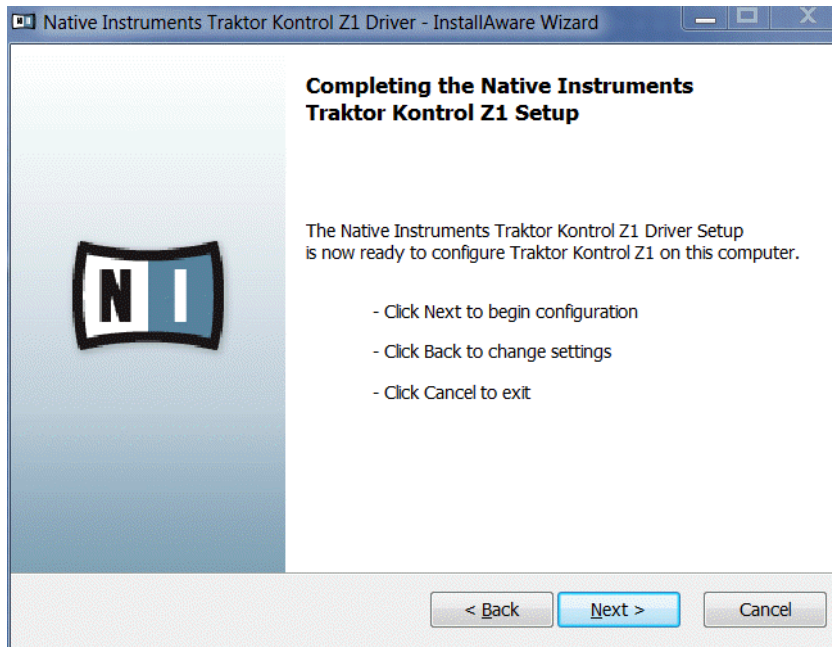 Native Instruments Traktor Kontrol Z1 Driver - InstallAware Wizard
Completing the Native Instruments
Traktor Kontrol Z1 Setup
The Native Instruments Traktor Kontrol Z1 Driver Setup
is now ready to configure Traktor Kontrol Z1 on this computer.
- Click Next to begin configuration
- Click Back to change settings
- Click Cancel to exit
N I
< Back
Next >
Cancel